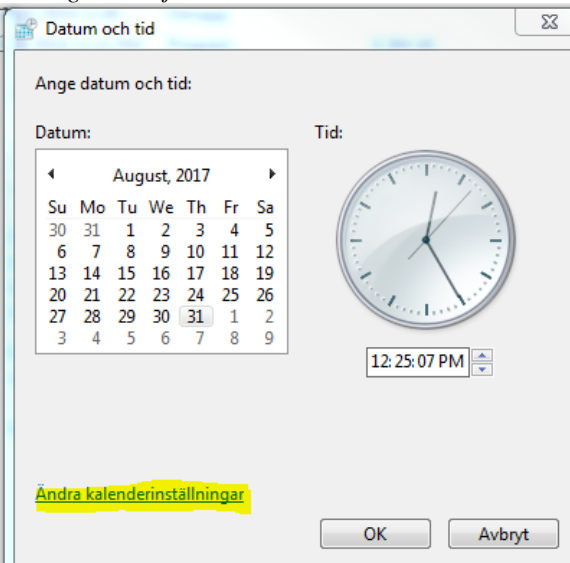 Datum och tid
Ange datum och tid:
Datum:
Tid:
August, 2017
Su Mo Tu We Th Fr Sa
30 31 1 2 3 4 5
6 7 8 9 10 11 12
13 14 15 16 17 18 19
20 21 22 23 24 25 26
27 28 29 30 31 1 2
3 4 5 6 7 8 9
12:25:07 PM
Ändra kalenderinställningar
OK
Avbryt